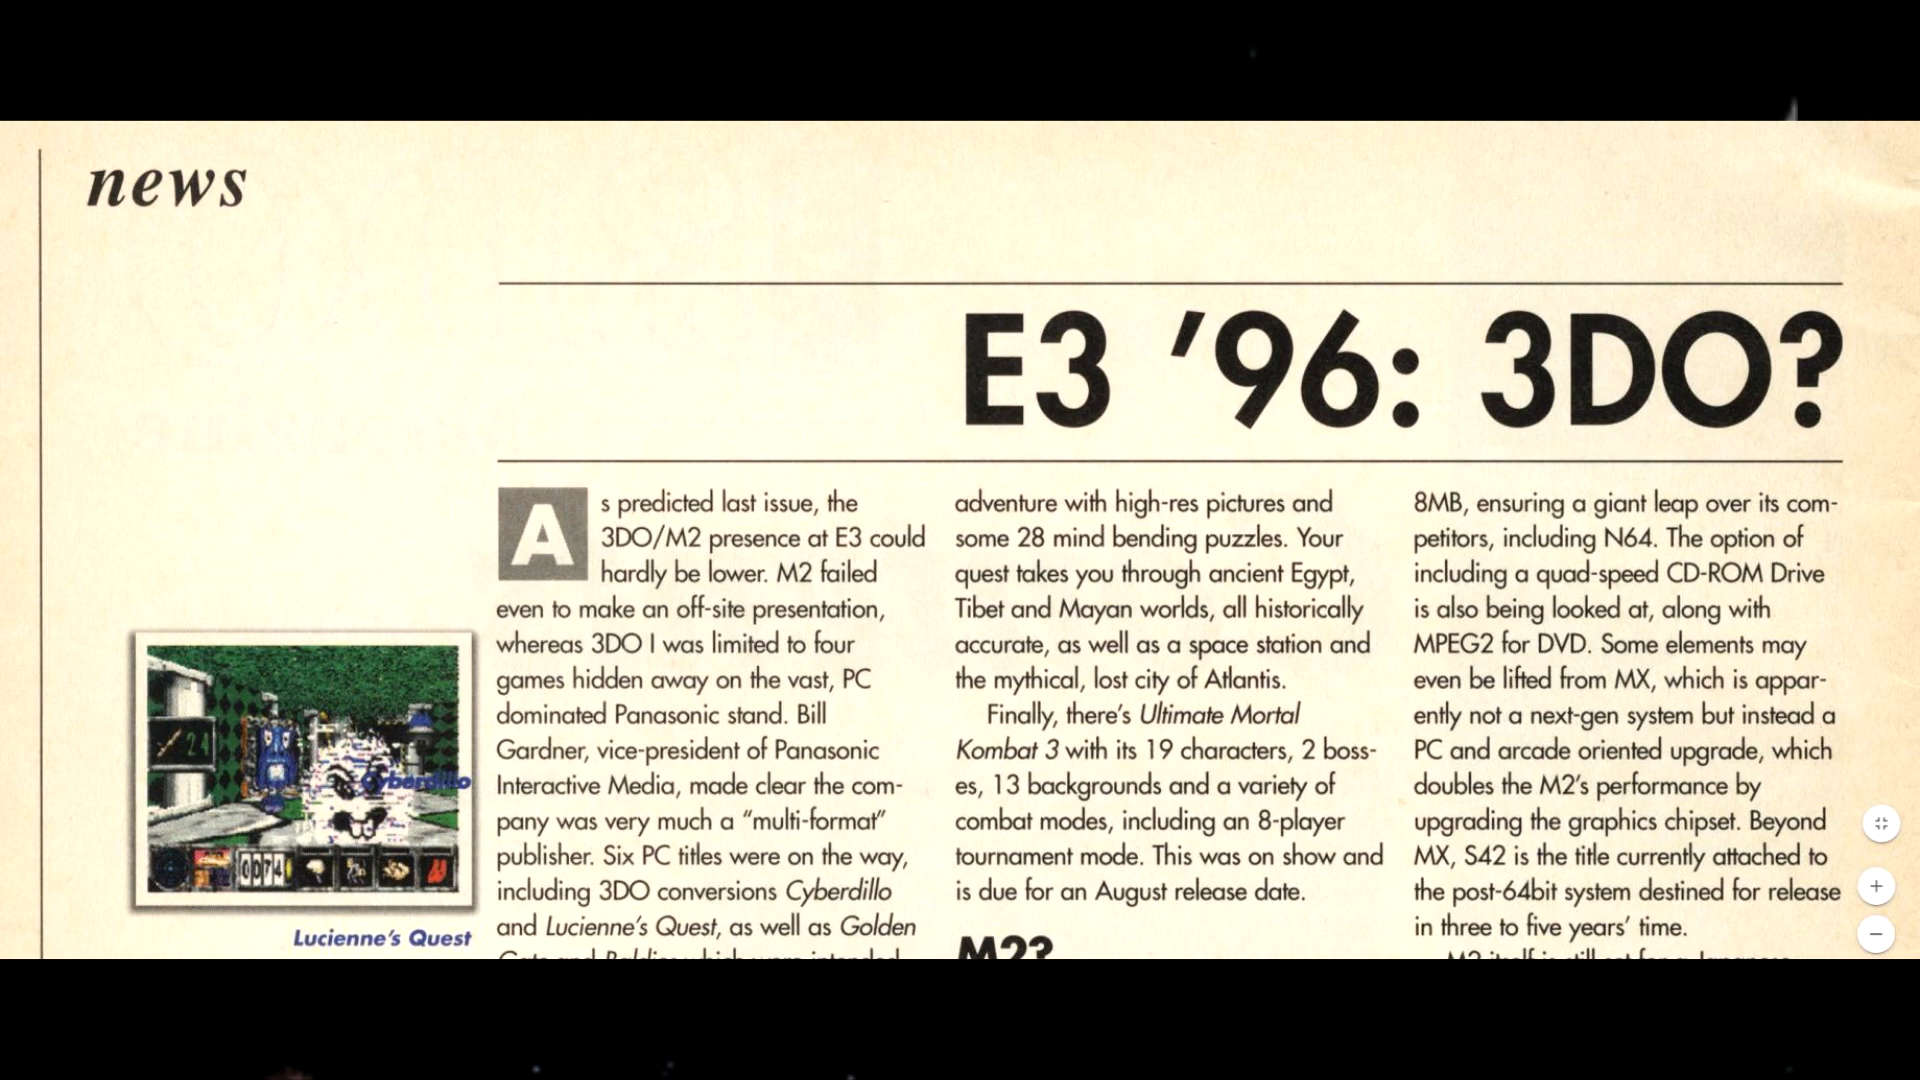 news
E3 '96: 3DO?
As predicted last issue, the
3DO/M2 presence at E3 could
hardly be lower. M2 failed
even to make an off-site presentation,
whereas 3DO I was limited to four
games hidden away on the vast, PC
dominated Panasonic stand. Bill
Gardner, vice-president of Panasonic
Interactive Media, made clear the com-
pany was very much a “multi-format”
publisher. Six PC titles were on the way,
including 3DO conversions Cyberdillo
and Lucienne's Quest, as well as Golden
adventure with high-res pictures and
some 28 mind bending puzzles. Your
quest takes you through ancient Egypt,
Tibet and Mayan worlds, all historically
accurate, as well as a space station and
the mythical, lost city of Atlantis.
Finally, there's Ultimate Mortal
Kombat 3 with its 19 characters, 2 boss-
es, 13 backgrounds and a variety of
combat modes, including an 8-player
tournament mode. This was on show and
is due for an August release date.
M2?
8MB, ensuring a giant leap over its com-
petitors, including N64. The option of
including a quad-speed CD-ROM Drive
is also being looked at, along with
MPEG2 for DVD. Some elements may
even be lifted from MX, which is appar-
ently not a next-gen system but instead a
PC and arcade oriented upgrade, which
doubles the M2's performance by
upgrading the graphics chipset. Beyond
MX, S42 is the title currently attached to
the post-64bit system destined for release
in three to five years' time.
24
Cyberdillo
0074
Lucienne's Quest